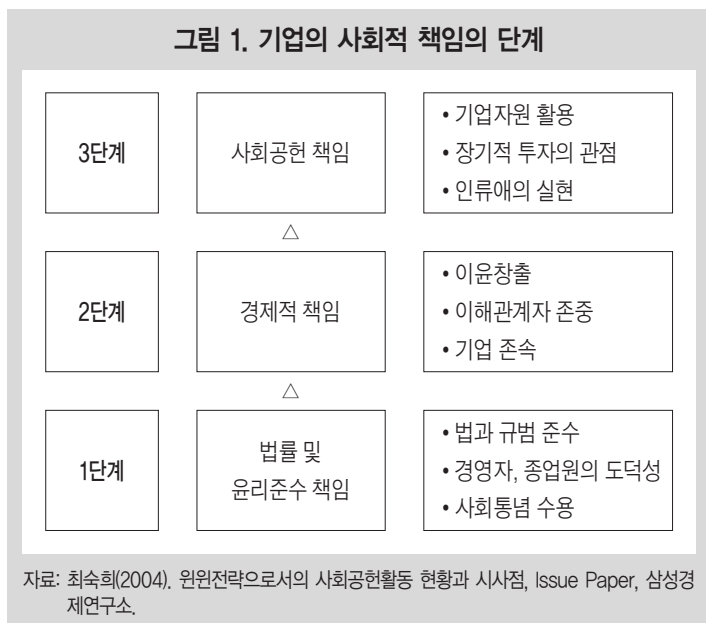 그림 1. 기업의 사회적 책임의 단계
3단계
사회공헌 책임
• 기업자원 활용
• 장기적 투자의 관점
• 인류애의 실현
△
2단계
경제적 책임
• 이윤창출
• 이해관계자 존중
• 기업 존속
△
1단계
법률 및
윤리준수 책임
• 법과 규범 준수
• 경영자, 종업원의 도덕성
• 사회통념 수용
자료: 최숙희(2004). 윈윈전략으로서의 사회공헌활동 현황과 시사점, Issue Paper, 삼성경
제연구소.